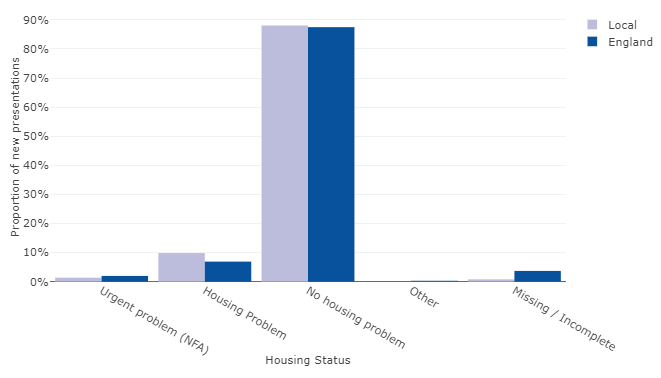 90%
80%
70%
60%
50%
40%
30%
20%
10%
0%
Proportion of new presentations
Urgent problem (NFA)
Housing Problem
No housing problem
Other
Missing / Incomplete
Housing Status
Local
England